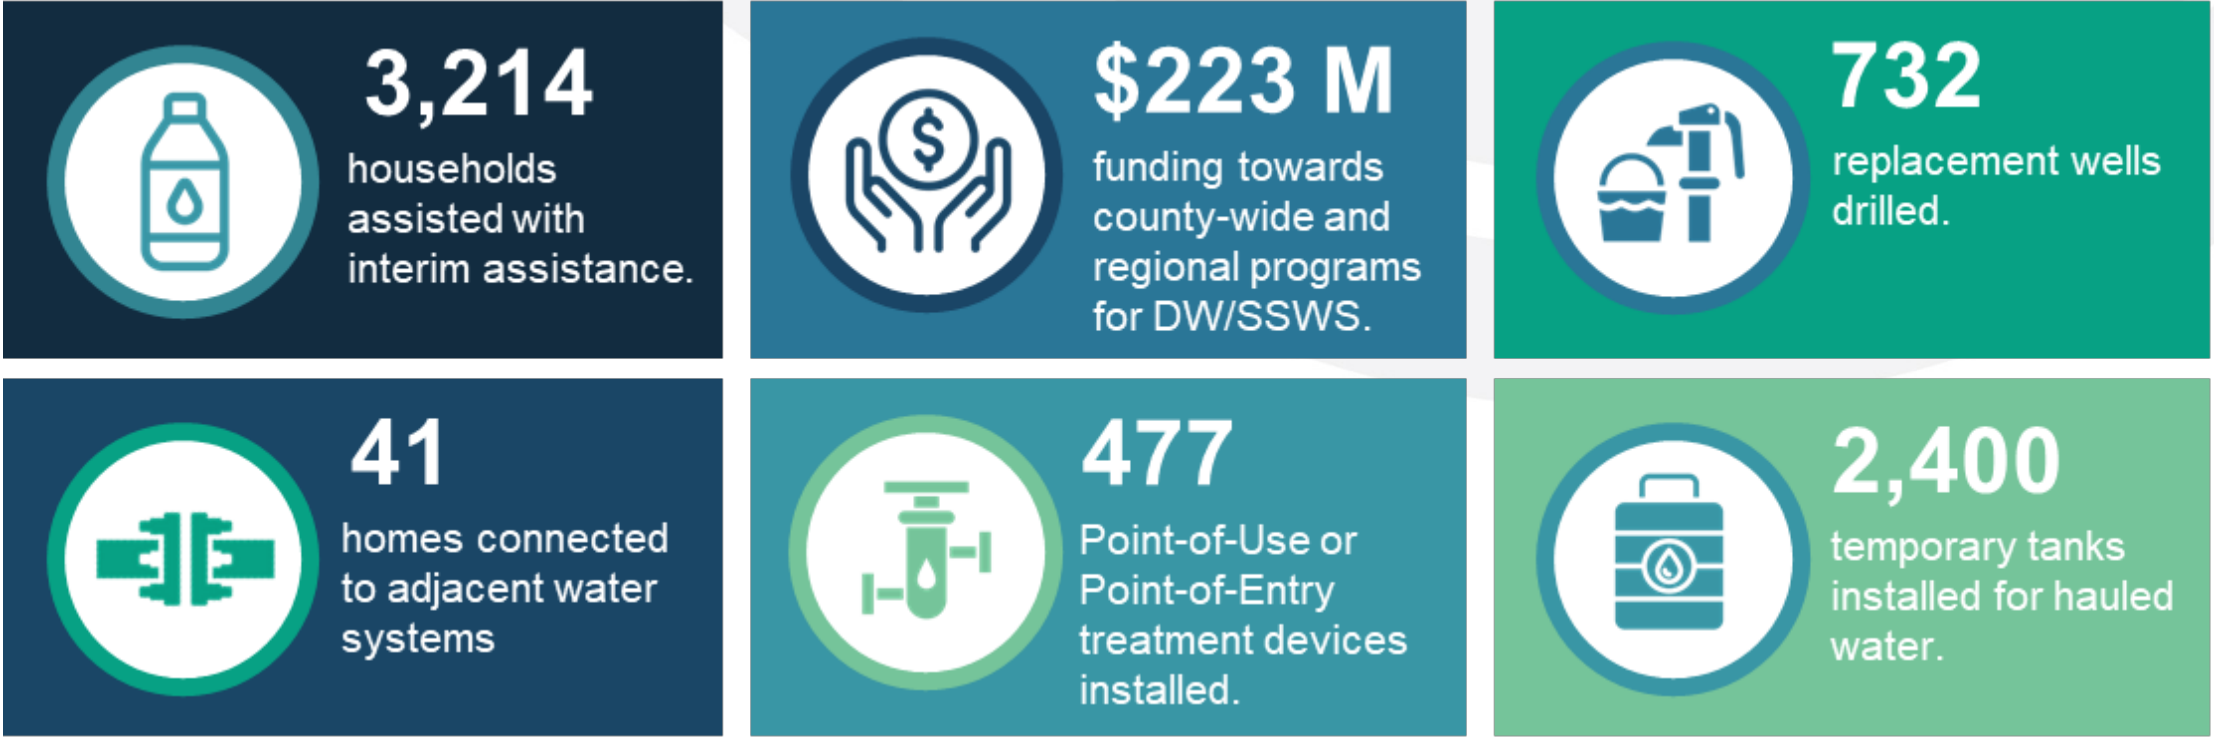 3,214
households
assisted with
interim assistance.
$223 M
funding towards
county-wide and
regional programs
for DW/SSWS.
732
replacement wells
drilled.
41
homes connected
to adjacent water
systems
477
Point-of-Use or
Point-of-Entry
treatment devices
installed.
2,400
temporary tanks
installed for hauled
water.